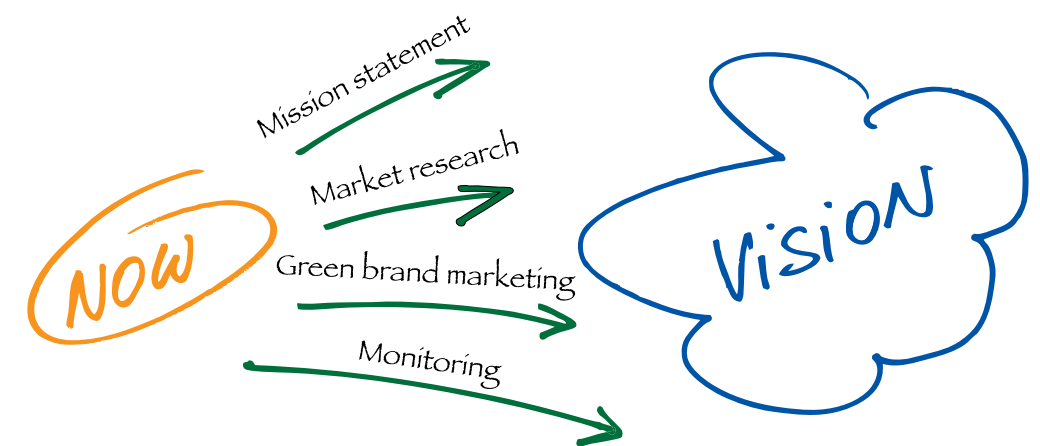 Mission statement
Market research
NOW
Green brand marketing
Monitoring
VisioN